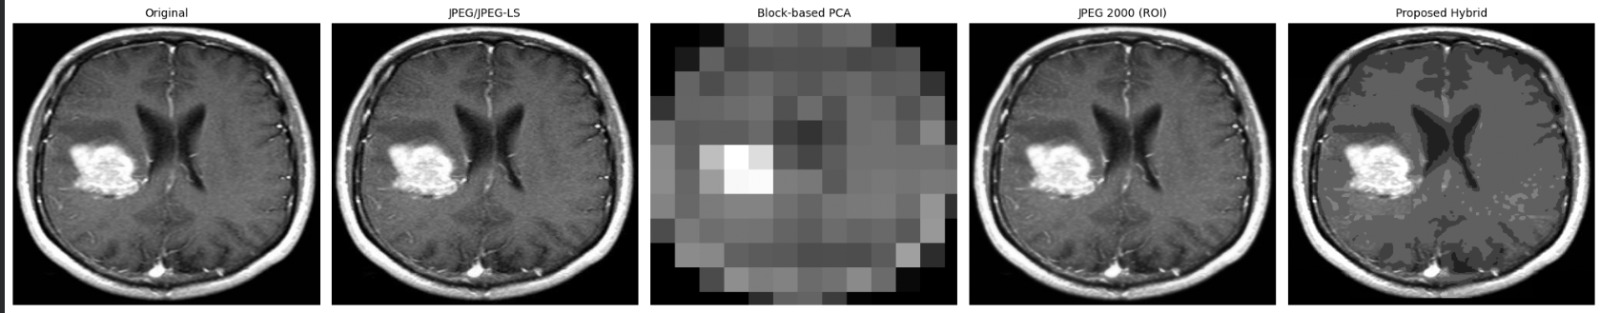 Original
JPEG/JPEG-LS
Block-based PCA
JPEG 2000 (ROI)
Proposed Hybrid